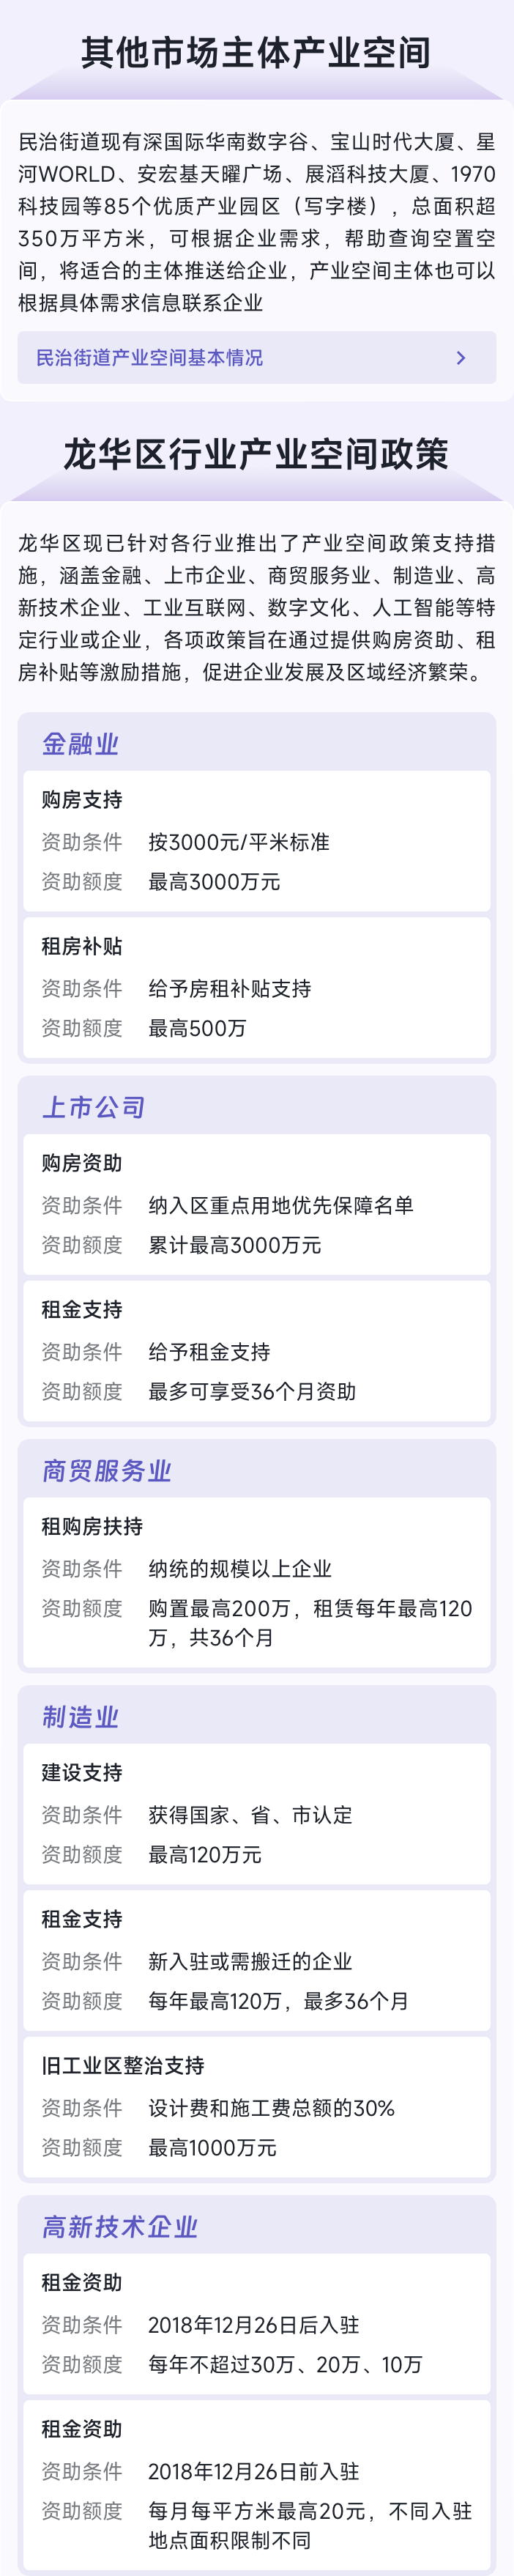 其他市场主体产业空间
民治街道现有深国际华南数字谷、宝山时代大厦、星
河WORLD、安宏基天曜广场、展滔科技大厦、1970
科技园等85个优质产业园区（写字楼），总面积超
350万平方米，可根据企业需求，帮助查询空置空
间，将适合的主体推送给企业，产业空间主体也可以
根据具体需求信息联系企业
民治街道产业空间基本情况
龙华区行业产业空间政策
龙华区现已针对各行业推出了产业空间政策支持措
施，涵盖金融、上市企业、商贸服务业、制造业、高
新技术企业、工业互联网、数字文化、人工智能等特
定行业或企业，各项政策旨在通过提供购房资助、租
房补贴等激励措施，促进企业发展及区域经济繁荣。
金融业
购房支持
资助条件 按3000元/平米标准
资助额度 最高3000万元
租房补贴
资助条件 给予房租补贴支持
资助额度 最高500万
上市公司
购房资助
资助条件 纳入区重点用地优先保障名单
资助额度 累计最高3000万元
租金支持
资助条件 给予租金支持
资助额度 最多可享受36个月资助
商贸服务业
租购房扶持
资助条件 纳统的规模以上企业
资助额度 购置最高200万，租赁每年最高120
万，共36个月
制造业
建设支持
资助条件 获得国家、省、市认定
资助额度 最高120万元
租金支持
资助条件 新入驻或需搬迁的企业
资助额度 每年最高120万，最多36个月
旧工业区整治支持
资助条件 设计费和施工费总额的30%
资助额度 最高1000万元
高新技术企业
租金资助
资助条件 2018年12月26日后入驻
资助额度 每年不超过30万、20万、10万
租金资助
资助条件 2018年12月26日前入驻
资助额度 每月每平方米最高20元，不同入驻
地点面积限制不同